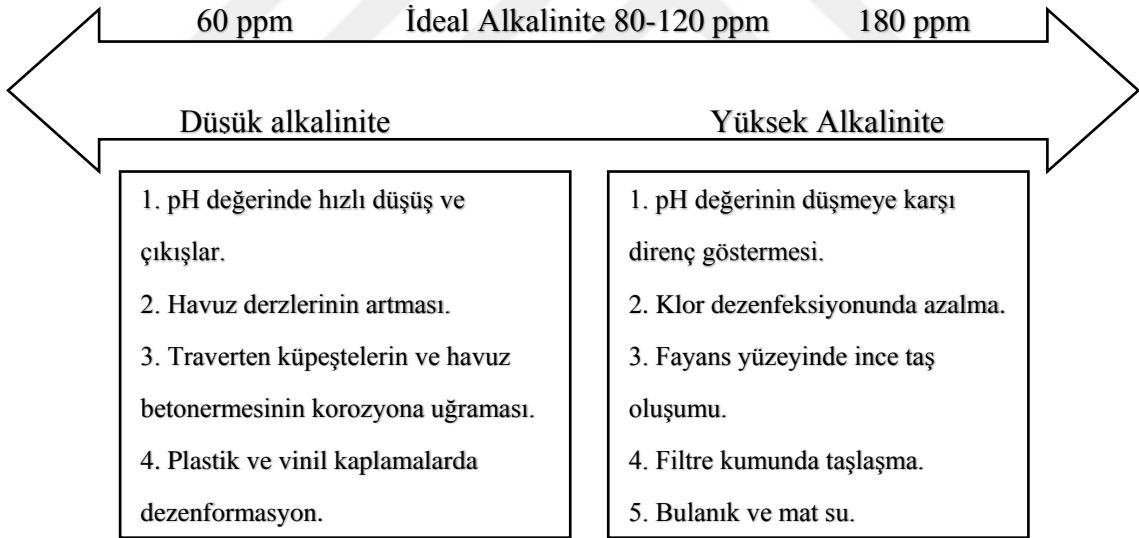 60 ppm İdeal Alkalinite 80-120 ppm 180 ppm
Düşük alkalinite Yüksek Alkalinite
1. pH değerinde hızlı düşüş ve
çıkışlar.
2. Havuz derzlerinin artması.
3. Traverten küpeştelerin ve havuz
betonermesinin korozyona uğraması.
4. Plastik ve vinil kaplamalarda
dezenformasyon.
1. pH değerinin düşmeye karşı
direnç göstermesi.
2. Klor dezenfeksiyonunda azalma.
3. Fayans yüzeyinde ince taş
oluşumu.
4. Filtre kumunda taşlaşma.
5. Bulanık ve mat su.